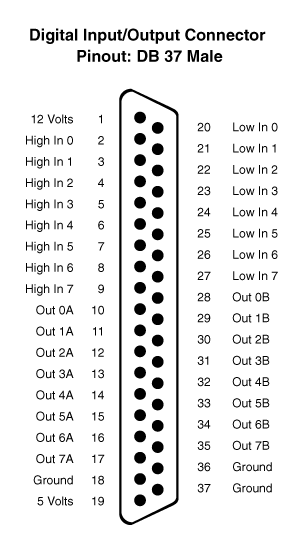 Digital Input/Output Connector
Pinout: DB 37 Male
12 Volts 1
High In 0 2
High In 1 3
High In 2 4
High In 3 5
High In 4 6
High In 5 7
High In 6 8
High In 7 9
Out 0A 10
Out 1A 11
Out 2A 12
Out 3A 13
Out 4A 14
Out 5A 15
Out 6A 16
Out 7A 17
Ground 18
5 Volts 19
20 Low In 0
21 Low In 1
22 Low In 2
23 Low In 3
24 Low In 4
25 Low In 5
26 Low In 6
27 Low In 7
28 Out 0B
29 Out 1B
30 Out 2B
31 Out 3B
32 Out 4B
33 Out 5B
34 Out 6B
35 Out 7B
36 Ground
37 Ground